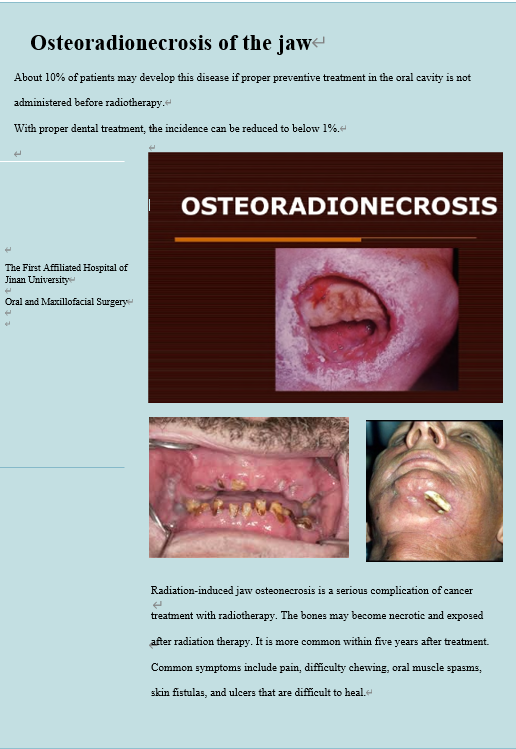 Osteoradionecrosis of the jaw
About 10% of patients may develop this disease if proper preventive treatment in the oral cavity is not
administered before radiotherapy.
With proper dental treatment, the incidence can be reduced to below 1%.
OSTEORADIONECROSIS
The First Affiliated Hospital of
Jinan University
Oral and Maxillofacial Surgery
Radiation-induced jaw osteonecrosis is a serious complication of cancer
treatment with radiotherapy. The bones may become necrotic and exposed
after radiation therapy. It is more common within five years after treatment.
Common symptoms include pain, difficulty chewing, oral muscle spasms,
skin fistulas, and ulcers that are difficult to heal.